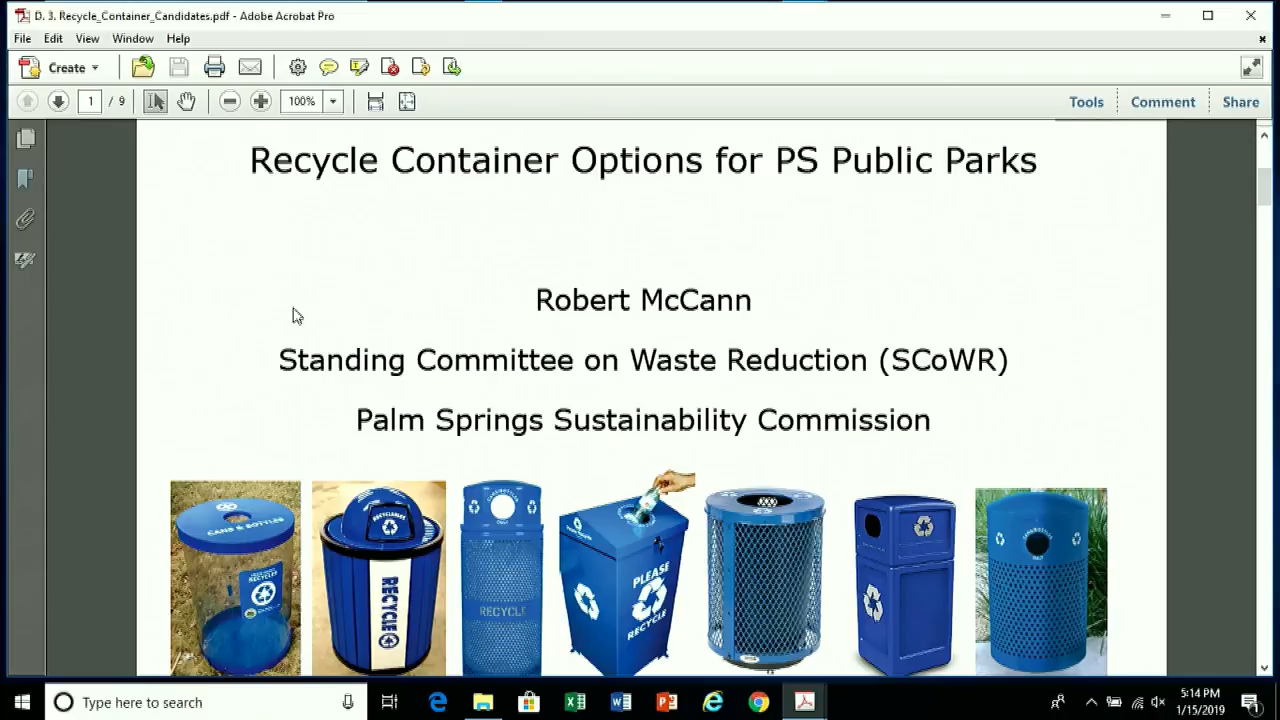 D. 3. Recycle_Container_Candidates.pdf - Adobe Acrobat Pro
File Edit View Window Help
Create
1 / 9 100% Tools Comment Share
Recycle Container Options for PS Public Parks
Robert McCann
Standing Committee on Waste Reduction (SCoWR)
Palm Springs Sustainability Commission
CANS & BOTTLES
RECYCLE
RECYCLABLES
RECYCLE
RECYCLE
PLEASE
RECYCLE
Type here to search
5:14 PM
1/15/2019